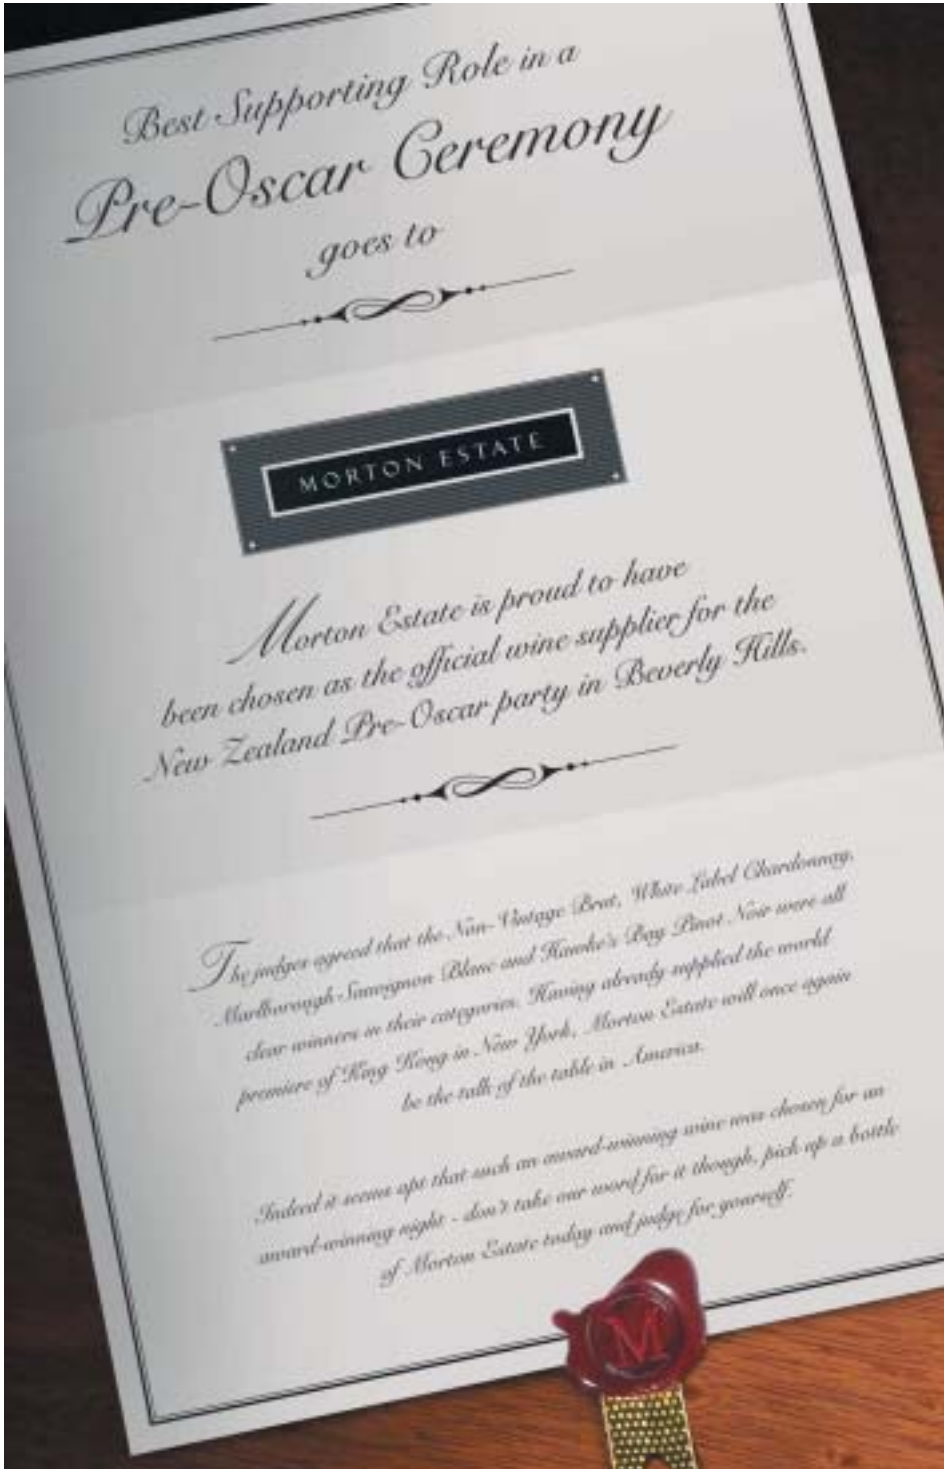 Best Supporting Role in a
Pre-Oscar Ceremony
goes to
MORTON ESTATE
Morton Estate is proud to have
been chosen as the official wine supplier for the
New Zealand Pre-Oscar party in Beverly Hills.
The judges agreed that the Non-Vintage Brut, White Label Chardonnay,
Marlborough Sauvignon Blanc and Hawke's Bay Pinot Noir were all
clear winners in their categories. Having already supplied the world
premiere of King Kong in New York, Morton Estate will once again
be the talk of the table in America.
Indeed it seems apt that such an award-winning wine was chosen for an
award-winning night - don't take our word for it though, pick up a bottle
of Morton Estate today and judge for yourself.
M